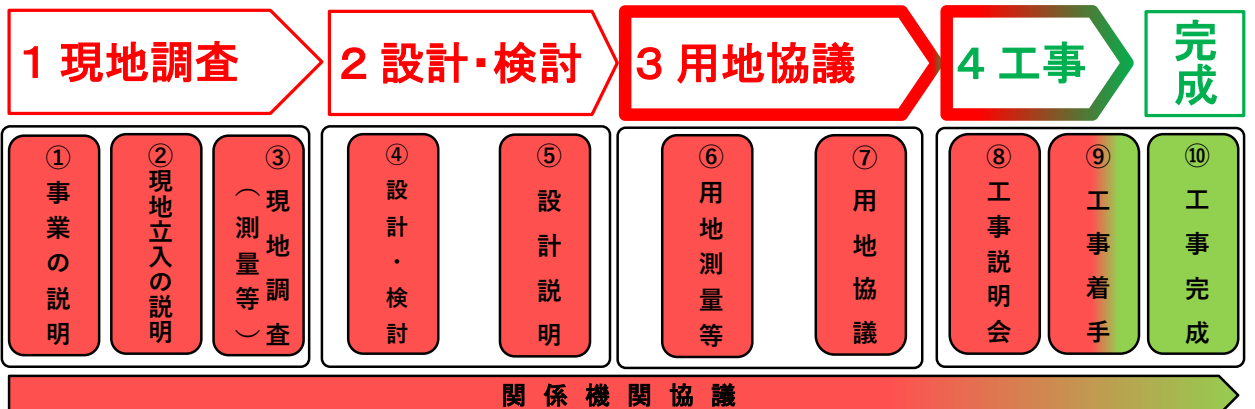 1 現地調査
2 設計・検討
3 用地協議
4 工事
完成
①事業の説明
②現地立入の説明
③現地調査
（測量等）
④設計・検討
⑤設計説明
⑥用地測量等
⑦用地協議
⑧工事説明会
⑨工事着手
⑩工事完成
関係機関協議